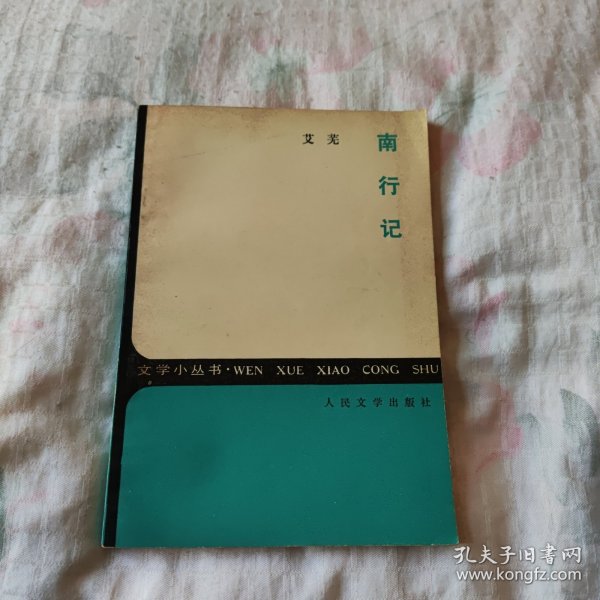 南行记
艾芜
文学小丛书·WEN XUE XIAO CONG SHU
人民文学出版社
孔夫子旧書网
www.kongfz.com